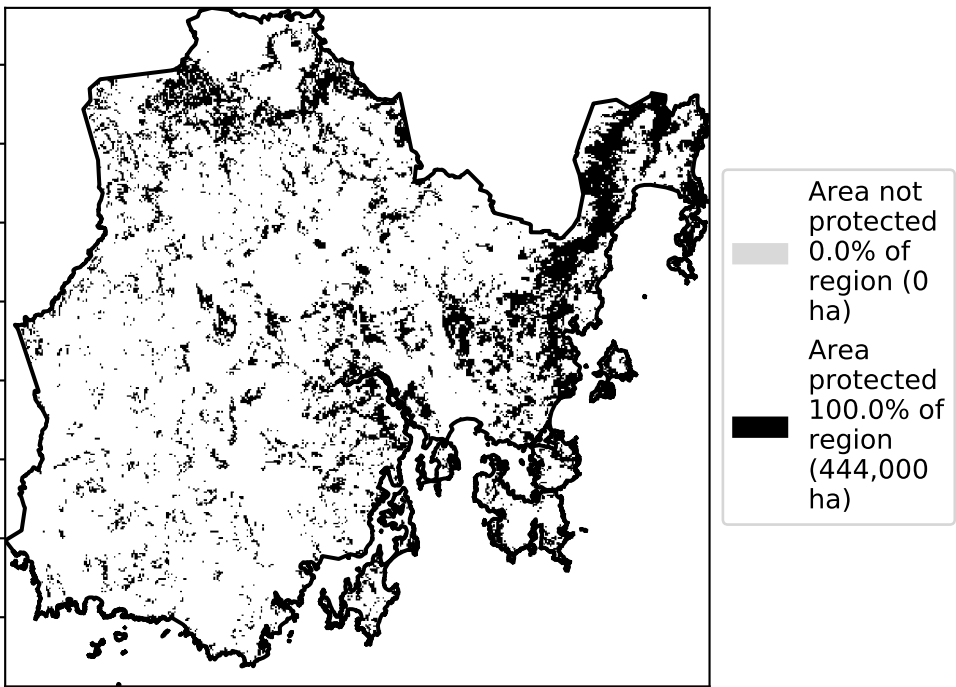 Area not
protected
0.0% of
region (0
ha)
Area
protected
100.0% of
region
(444,000
ha)